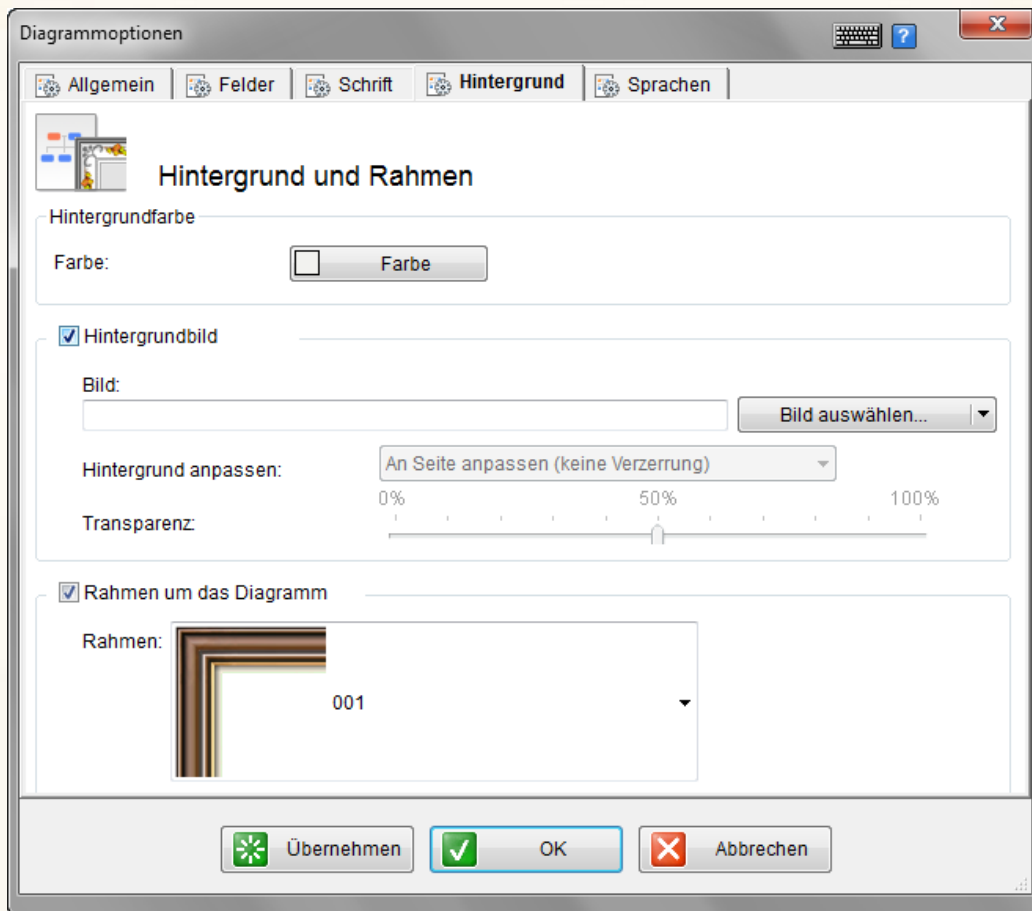 Diagrammoptionen
?
Allgemein Felder Schrift Hintergrund Sprachen
Hintergrund und Rahmen
Hintergrundfarbe
Farbe: Farbe
Hintergrundbild
Bild:
Bild auswählen...
Hintergrund anpassen: An Seite anpassen (keine Verzerrung)
0% 50% 100%
Transparenz:
Rahmen um das Diagramm
Rahmen:
001
Übernehmen OK Abbrechen